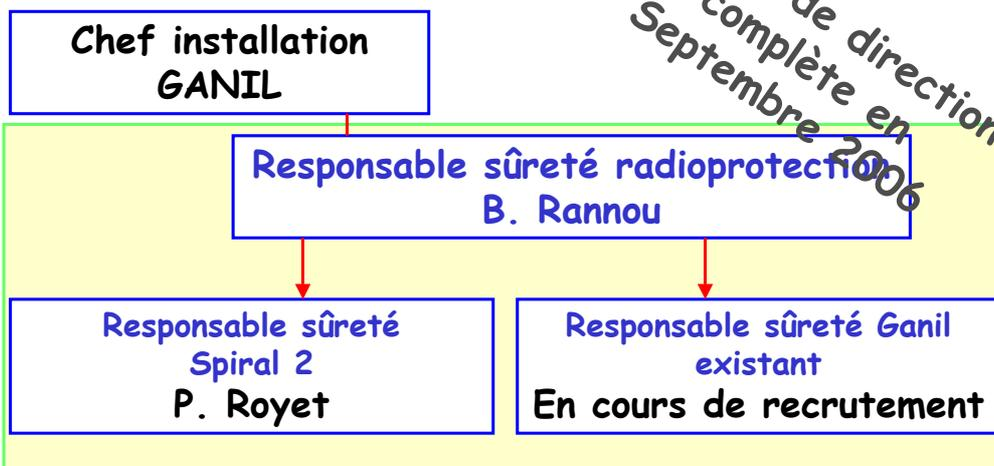 Chef installation
GANIL
de direction
complète en
Septembre 2006
Responsable sûreté radioprotection
B. Rannou
Responsable sûreté
Spiral 2
P. Royet
Responsable sûreté Ganil
existant
En cours de recrutement